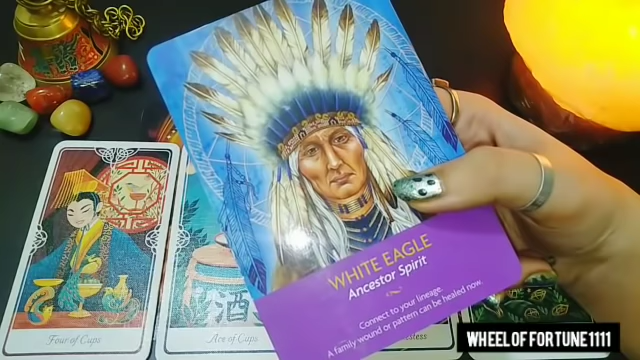 WHITE EAGLE
Ancestor Spirit
Connect to your lineage.
A family wound or pattern can be healed now.
Four of Cups
酒
Ace of Cups
WHEEL OF FORTUNE1111